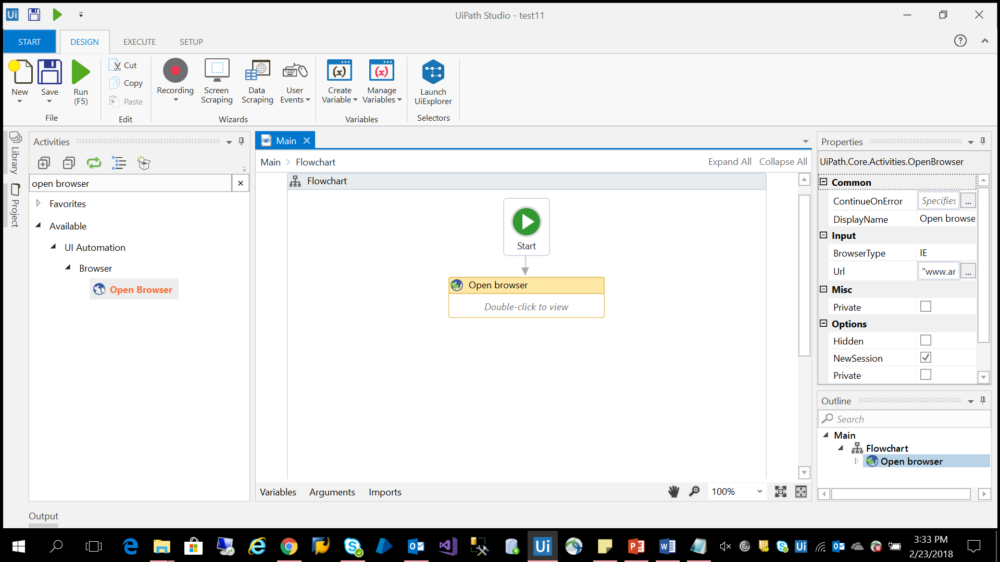 UiPath Studio - test11
START
DESIGN
EXECUTE
SETUP
New
Save
Run
(F5)
File
Cut
Copy
Paste
Edit
Recording
Screen
Scraping
Data
Scraping
User
Events
Wizards
Create
Variable
Manage
Variables
Variables
Launch
UiExplorer
Selectors
Library
Project
Activities
open browser
Favorites
Available
UI Automation
Browser
Open Browser
Main
Main
Flowchart
Expand All
Collapse All
Flowchart
Start
Open browser
Double-click to view
Variables
Arguments
Imports
100%
Properties
UiPath.Core.Activities.OpenBrowser
Common
ContinueOnError
Specifies
...
DisplayName
Open browse
Input
BrowserType
IE
Url
"www.ar
...
Misc
Private
Options
Hidden
NewSession
Private
Outline
Search
Main
Flowchart
Open browser
Output
3:33 PM
2/23/2018